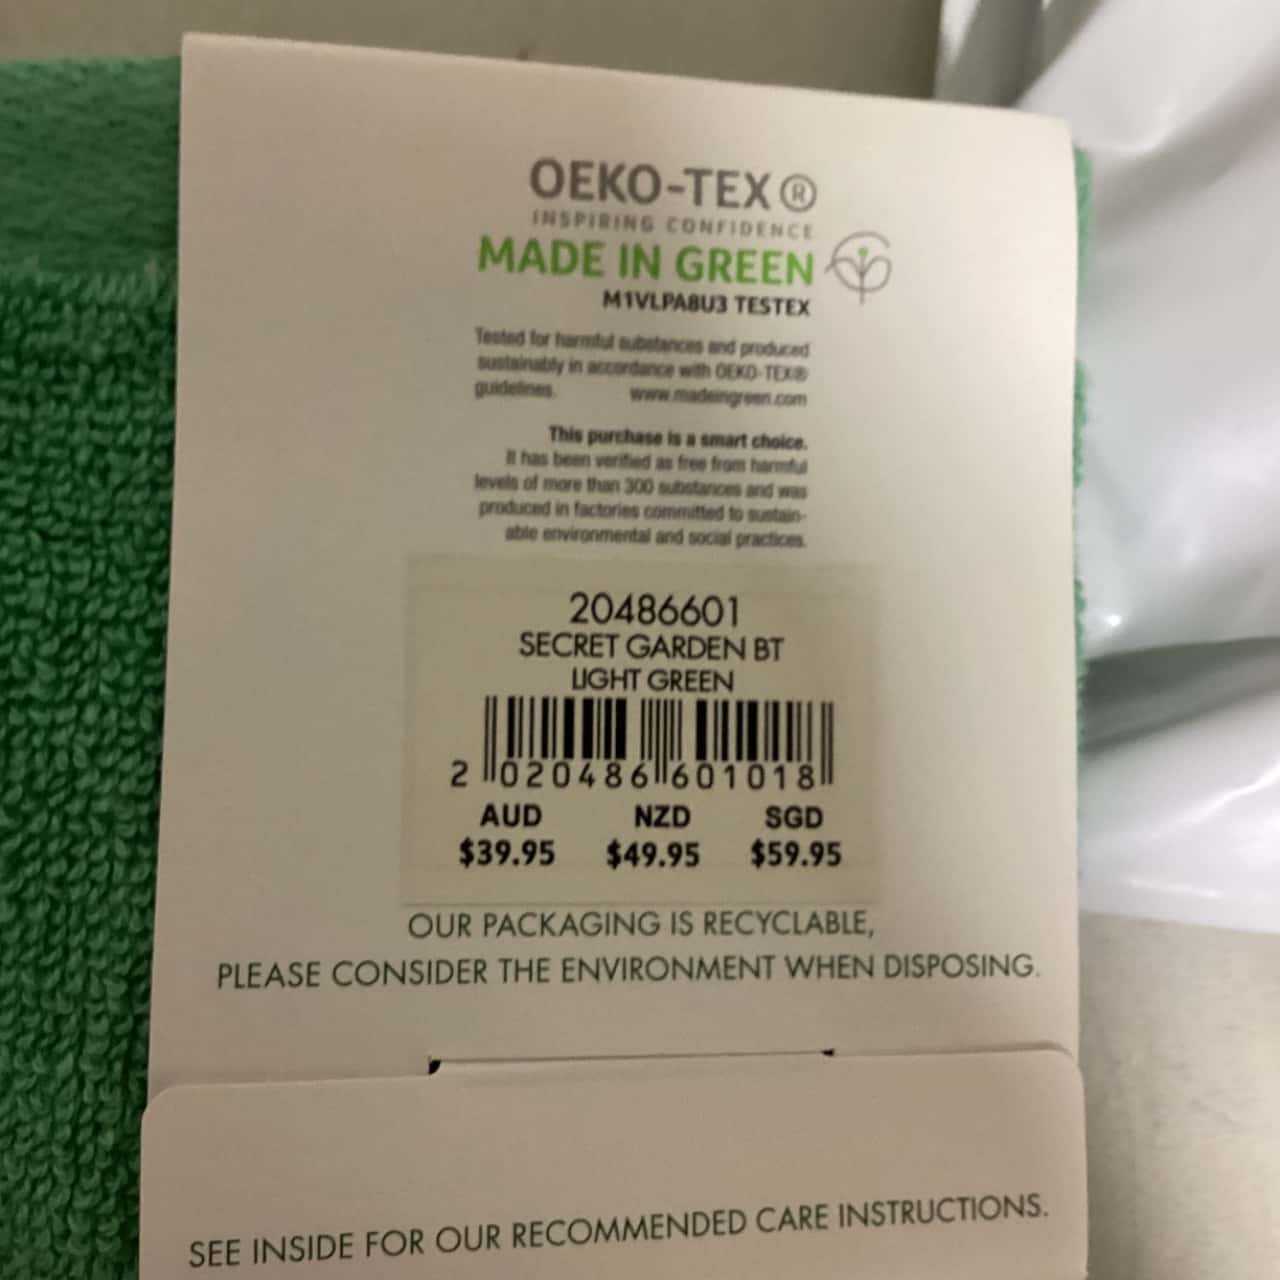 OEKO-TEX®
INSPIRING CONFIDENCE
MADE IN GREEN
M1VLPA8U3 TESTEX
Tested for harmful substances and produced
sustainably in accordance with OEKO-TEX®
guidelines. www.madeingreen.com
This purchase is a smart choice.
It has been verified as free from harmful
levels of more than 300 substances and was
produced in factories committed to sustain-
able environmental and social practices.
20486601
SECRET GARDEN BT
LIGHT GREEN
2 020486 601018
AUD NZD SGD
$39.95 $49.95 $59.95
OUR PACKAGING IS RECYCLABLE,
PLEASE CONSIDER THE ENVIRONMENT WHEN DISPOSING.
SEE INSIDE FOR OUR RECOMMENDED CARE INSTRUCTIONS.